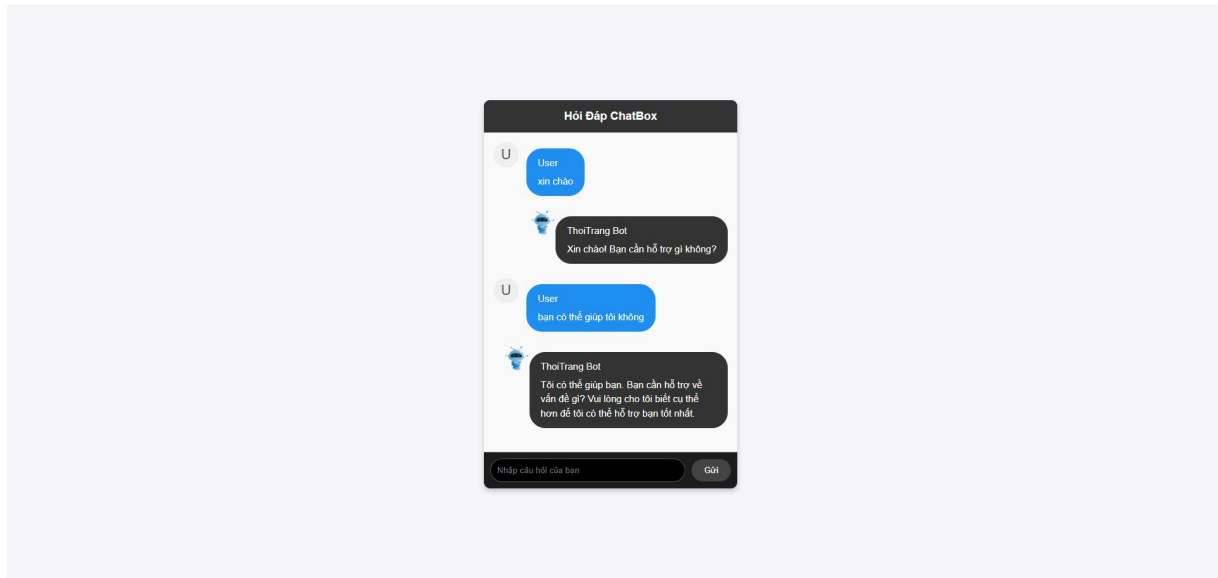 Hỏi Đáp ChatBox
U
User
xin chào
ThoiTrang Bot
Xin chào! Bạn cần hỗ trợ gì không?
U
User
bạn có thể giúp tôi không
ThoiTrang Bot
Tôi có thể giúp bạn. Bạn cần hỗ trợ về
vấn đề gì? Vui lòng cho tôi biết cụ thể
hơn để tôi có thể hỗ trợ bạn tốt nhất.
Nhập câu hỏi của bạn
Gửi